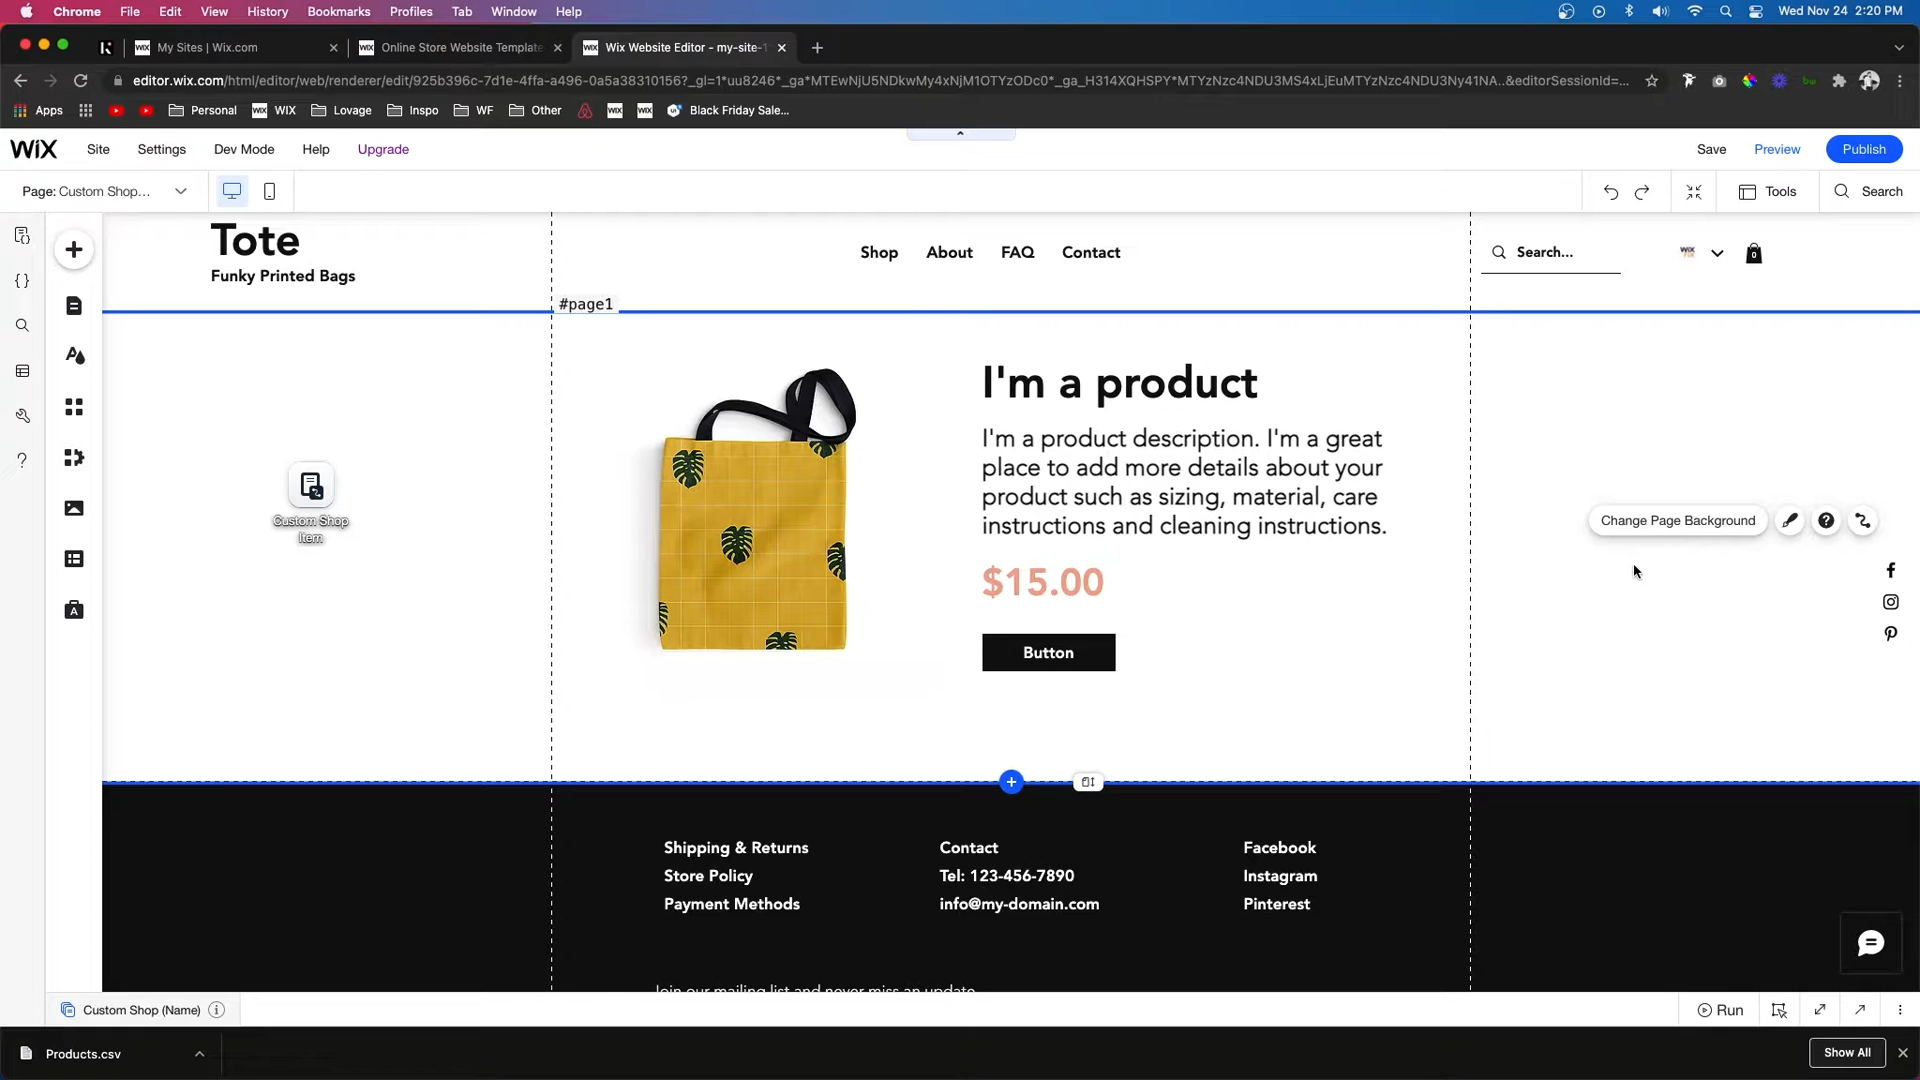 Chrome File Edit View History Bookmarks Profiles Tab Window Help Wed Nov 24 2:20 PM
My Sites | Wix.com Online Store Website Template Wix Website Editor - my-site-1
editor.wix.com/html/editor/web/renderer/edit/925b396c-7d1e-4ffa-a496-0a5a38310156?_gl=1*uu8246*_ga*MTEwNjU5NDkwMy4xNjM1OTYzODc0*_ga_H314XQHSPY*MTYzNzc4NDU3MS4xLjEuMTYzNzc4NDU3Ny41NA..&editorSessionId=...
Apps Personal WIX Lovage Inspo WF Other Black Friday Sale...
WiX Site Settings Dev Mode Help Upgrade Save Preview Publish
Page: Custom Shop... Tools Search
Tote
Funky Printed Bags
Shop About FAQ Contact Search... 0
#page1
I'm a product
I'm a product description. I'm a great
place to add more details about your
product such as sizing, material, care
instructions and cleaning instructions.
Custom Shop
Item
Change Page Background
$15.00
Button
Shipping & Returns Contact Facebook
Store Policy Tel: 123-456-7890 Instagram
Payment Methods info@my-domain.com Pinterest
Join our mailing list and never miss an update
Custom Shop (Name) Run
Products.csv Show All